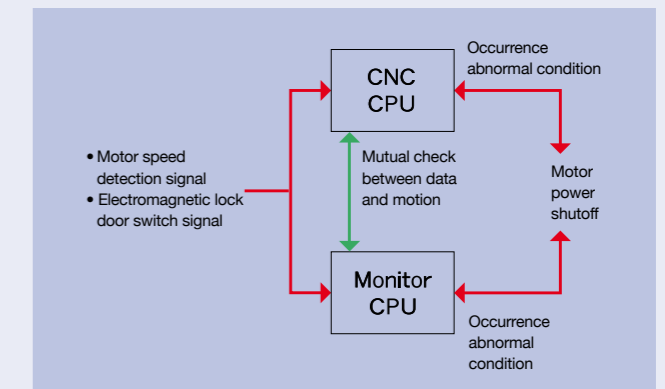 Occurrence
abnormal condition
CNC
CPU
• Motor speed
detection signal
• Electromagnetic lock
door switch signal
Mutual check
between data
and motion
Motor
power
shutoff
Monitor
CPU
Occurrence
abnormal
condition